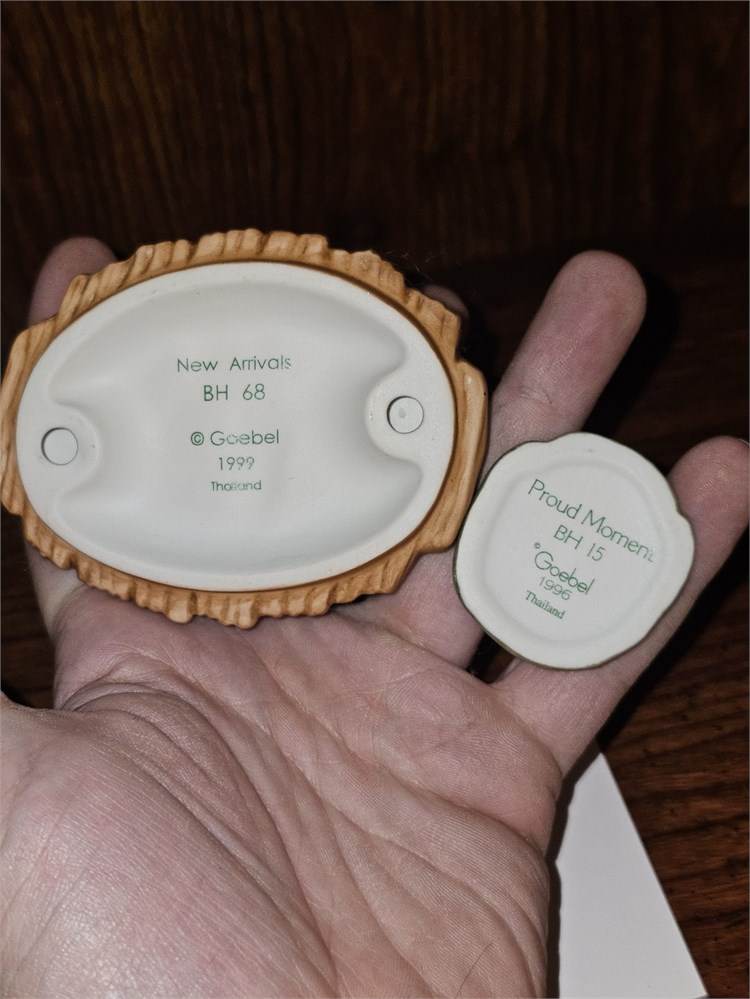 New Arrivals
BH 68
© Goebel
1999
Thailand
Proud Moment
BH 15
©
Goebel
1996
Thailand